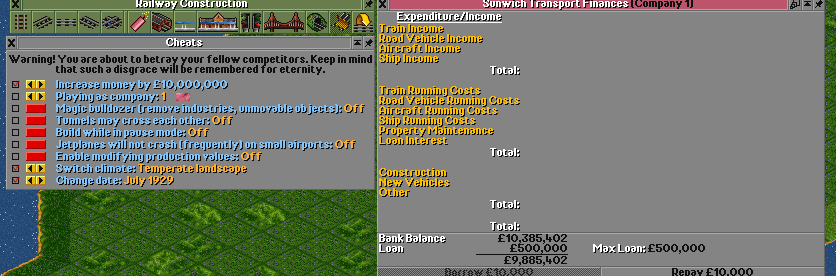 Railway Construction
Cheats
Warning! You are about to betray your fellow competitors. Keep in mind
that such a disgrace will be remembered for eternity.
Increase money by £10,000,000
Playing as company: 1
Magic bulldozer (remove industries, unmovable objects): Off
Tunnels may cross each other: Off
Build while in pause mode: Off
Jetplanes will not crash (frequently) on small airports: Off
Enable modifying production values: Off
Switch climate: Temperate landscape
Change date: July 1929
Sunwich Transport Finances (Company 1)
Expenditure/Income
Train Income
Road Vehicle Income
Aircraft Income
Ship Income
Total:
Train Running Costs
Road Vehicle Running Costs
Aircraft Running Costs
Ship Running Costs
Property Maintenance
Loan Interest
Total:
Construction
New Vehicles
Other
Total:
Total:
Bank Balance £10,385,402
Loan £500,000 Max Loan: £500,000
£9,885,402
Borrow £10,000 Repay £10,000